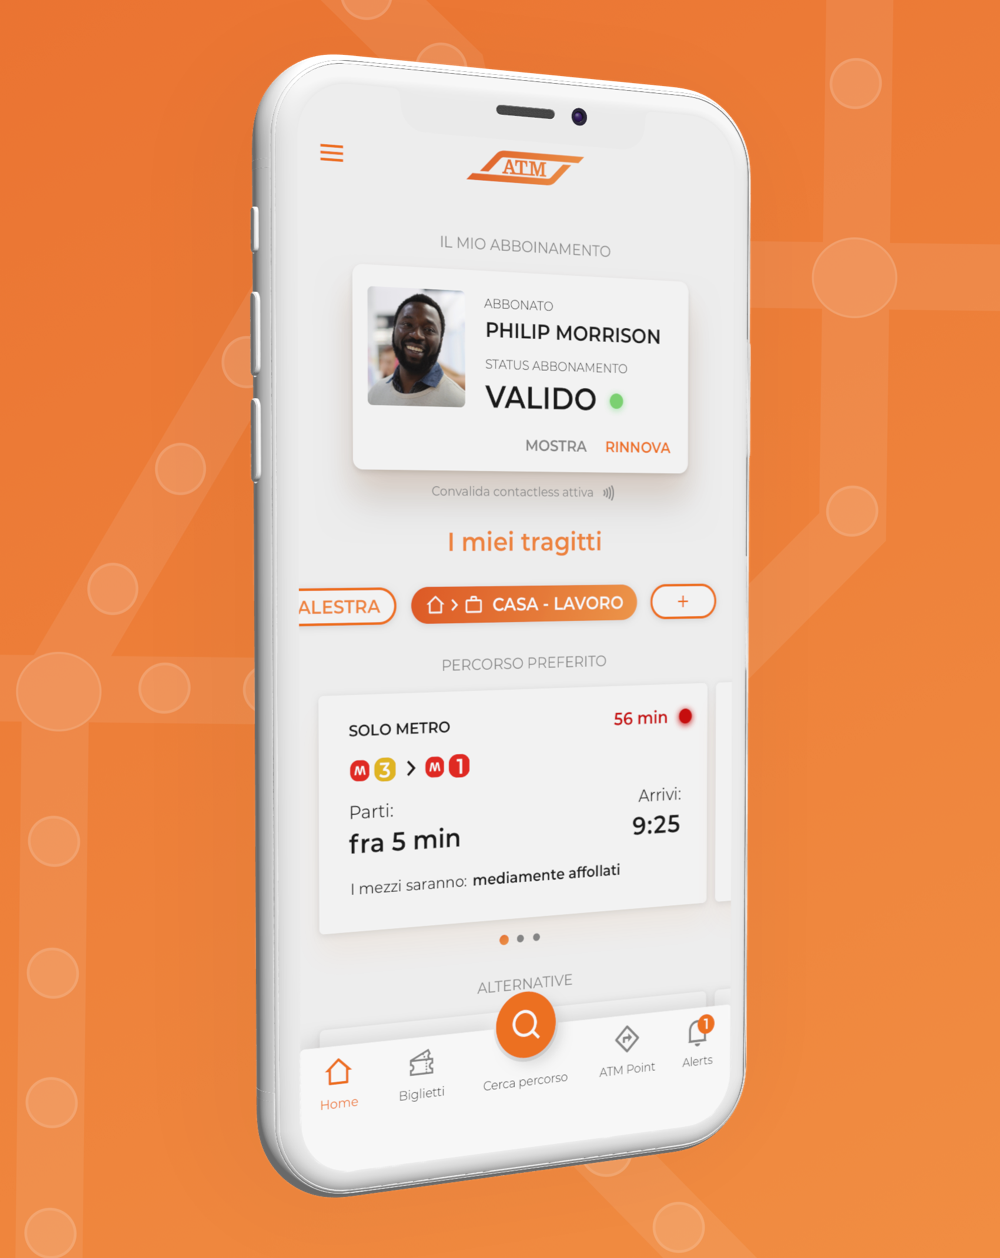 ATM
IL MIO ABBOINAMENTO
ABBONATO
PHILIP MORRISON
STATUS ABBONAMENTO
VALIDO
MOSTRA RINNOVA
Convalida contactless attiva
I miei tragitti
ALESTRA CASA - LAVORO +
PERCORSO PREFERITO
SOLO METRO 56 min
M 3 > M 1
Parti: Arrivi:
fra 5 min 9:25
I mezzi saranno: mediamente affollati
ALTERNATIVE
1
Home Biglietti Cerca percorso ATM Point Alerts